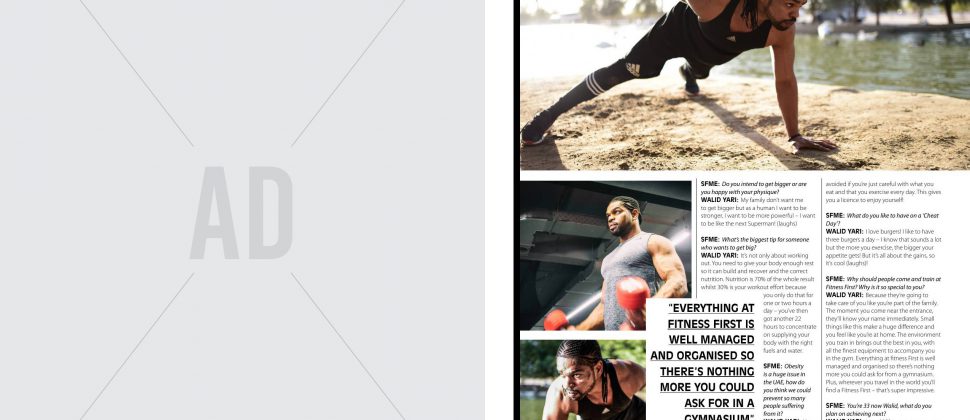 AD
adidas
SFME: Do you intend to get bigger or are
you happy with your physique?
WALID YARI: My family don't want me
to get bigger but as a human I want to be
stronger, I want to be more powerful – I want
to be like the next Superman! (laughs)
SFME: What's the biggest tip for someone
who wants to get big?
WALID YARI: It's not only about working
out. You need to give your body enough rest
so it can build and recover and the correct
nutrition. Nutrition is 70% of the whole result
whilst 30% is your workout effort because
you only do that for
one or two hours a
day – you've then
got another 22
hours to concentrate
on supplying your
body with the right
fuels and water.
SFME: Obesity
is a huge issue in
the UAE, how do
you think we could
prevent so many
people suffering
from it?
"EVERYTHING AT
FITNESS FIRST IS
WELL MANAGED
AND ORGANISED SO
THERE'S NOTHING
MORE YOU COULD
ASK FOR IN A
GYMNASIUM"
avoided if you're just careful with what you
eat and that you exercise every day. This gives
you a licence to enjoy yourself!
SFME: What do you like to have on a 'Cheat
Day'?
WALID YARI: I love burgers! I like to have
three burgers a day – I know that sounds a lot
but the more you exercise, the bigger your
appetite gets! But it's all about the gains, so
it's cool (laughs)!
SFME: Why should people come and train at
Fitness First? Why is it so special to you?
WALID YARI: Because they're going to
take care of you like you're part of the family.
The moment you come near the entrance,
they'll know your name immediately. Small
things like this make a huge difference and
you feel like you're at home. The environment
you train in brings out the best in you, with
all the finest equipment to accompany you
in the gym. Everything at fitness First is well
managed and organised so there's nothing
more you could ask for from a gymnasium.
Plus, wherever you travel in the world you'll
find a Fitness First – that's super impressive.
SFME: You're 33 now Walid, what do you
plan on achieving next?